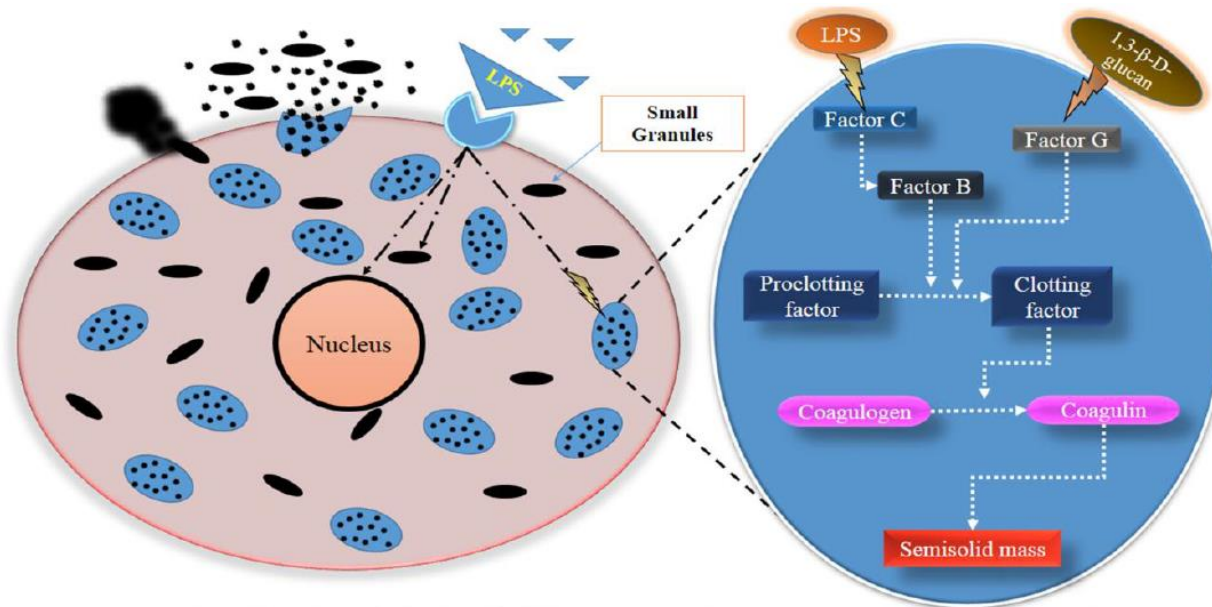 LPS
Small
Granules
Nucleus
LPS
1,3-β-D-
glucan
Factor C
Factor G
Factor B
Proclotting
factor
Clotting
factor
Coagulogen
Coagulin
Semisolid mass